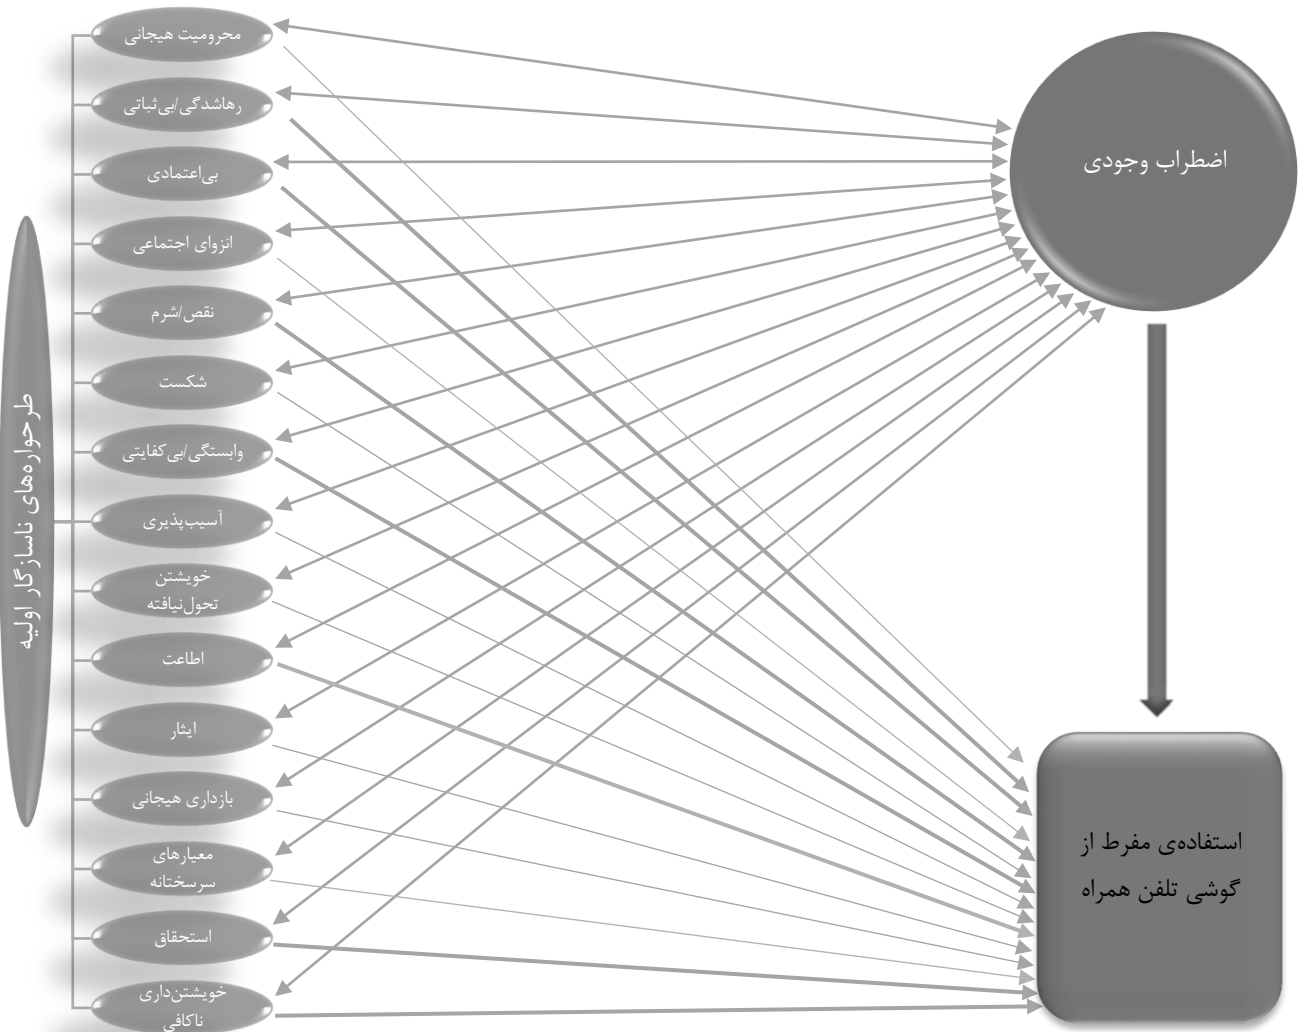 محرومیت هیجانی
رهاشدگی/بی‌ثباتی
بی‌اعتمادی
انزوای اجتماعی
نقص/شرم
شکست
وابستگی/بی‌کفایتی
آسیب‌پذیری
خویشتن
تحول‌نیافته
اطاعت
ایثار
بازداری هیجانی
معیارهای
سرسختانه
استحقاق
خویشتن‌داری
ناکافی
طرحواره‌های ناسازگار اولیه
اضطراب وجودی
استفاده‌ی مفرط از
گوشی تلفن همراه